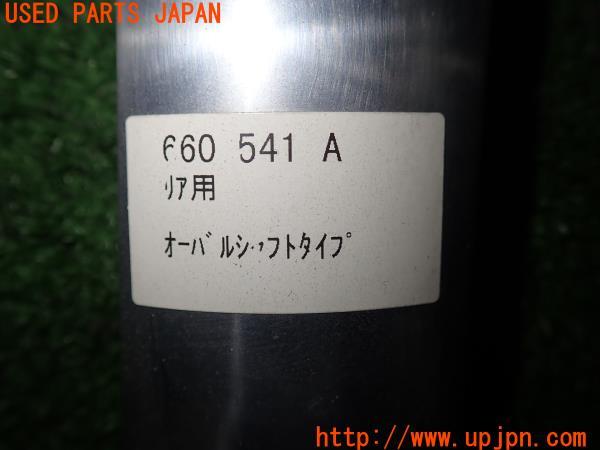 USED PARTS JAPAN
660 541 A
ﾘｱ用
ｵｰﾊﾞﾙｼｬﾌﾄﾀｲﾌﾟ
http://www.upjpn.com